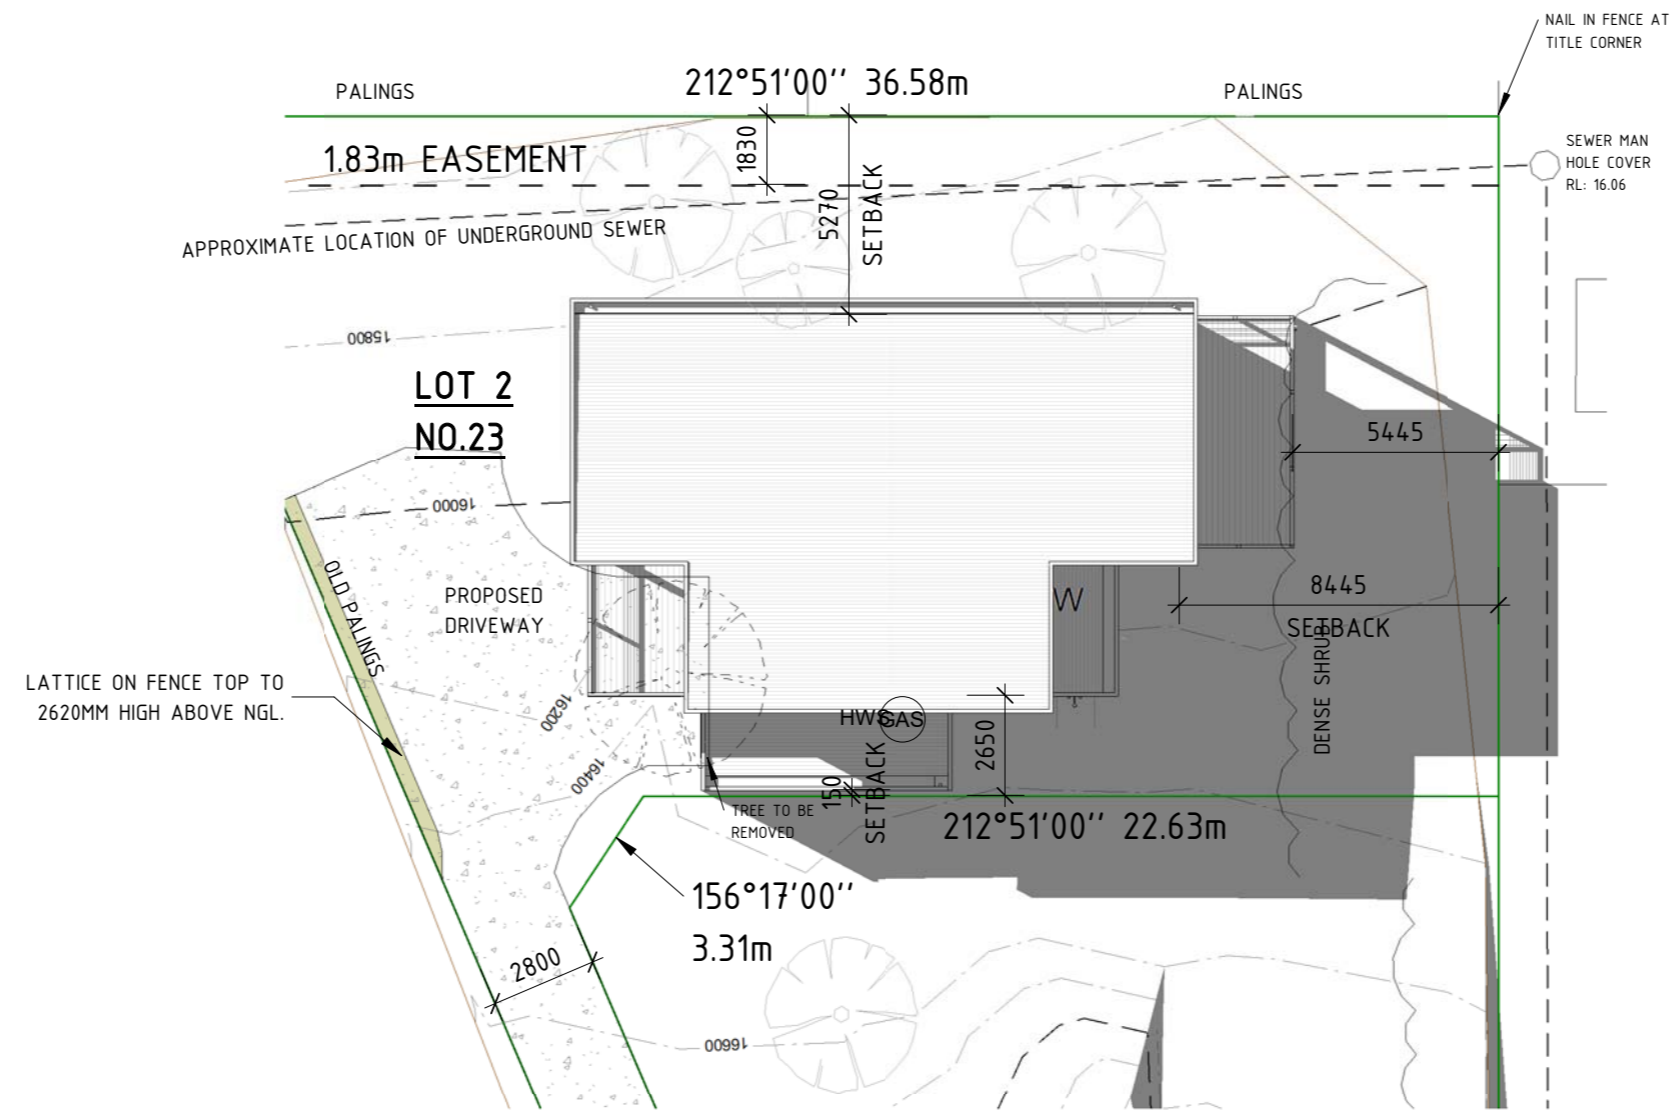 NAIL IN FENCE AT
TITLE CORNER
212°51'00'' 36.58m
PALINGS
PALINGS
1830
1.83m EASEMENT
SEWER MAN
HOLE COVER
RL: 16.06
5270
SETBACK
APPROXIMATE LOCATION OF UNDERGROUND SEWER
15800
LOT 2
NO.23
5445
16000
OLD PALINGS
PROPOSED
DRIVEWAY
W
8445
SETBACK
DENSE SHRUB
LATTICE ON FENCE TOP TO
2620MM HIGH ABOVE NGL.
16200
HWS
GAS
2650
16400
150
SETBACK
TREE TO BE
REMOVED
212°51'00'' 22.63m
156°17'00''
3.31m
2800
16600